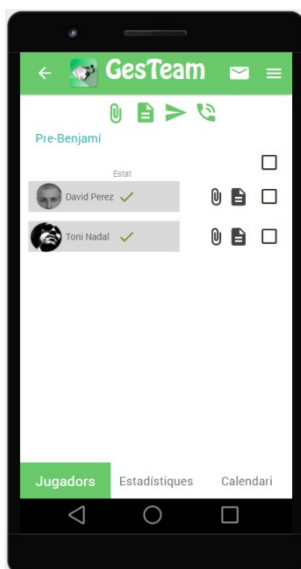 GesTeam
Pre-Benjamí
Estat
David Perez
Toni Nadal
Jugadors Estadístiques Calendari